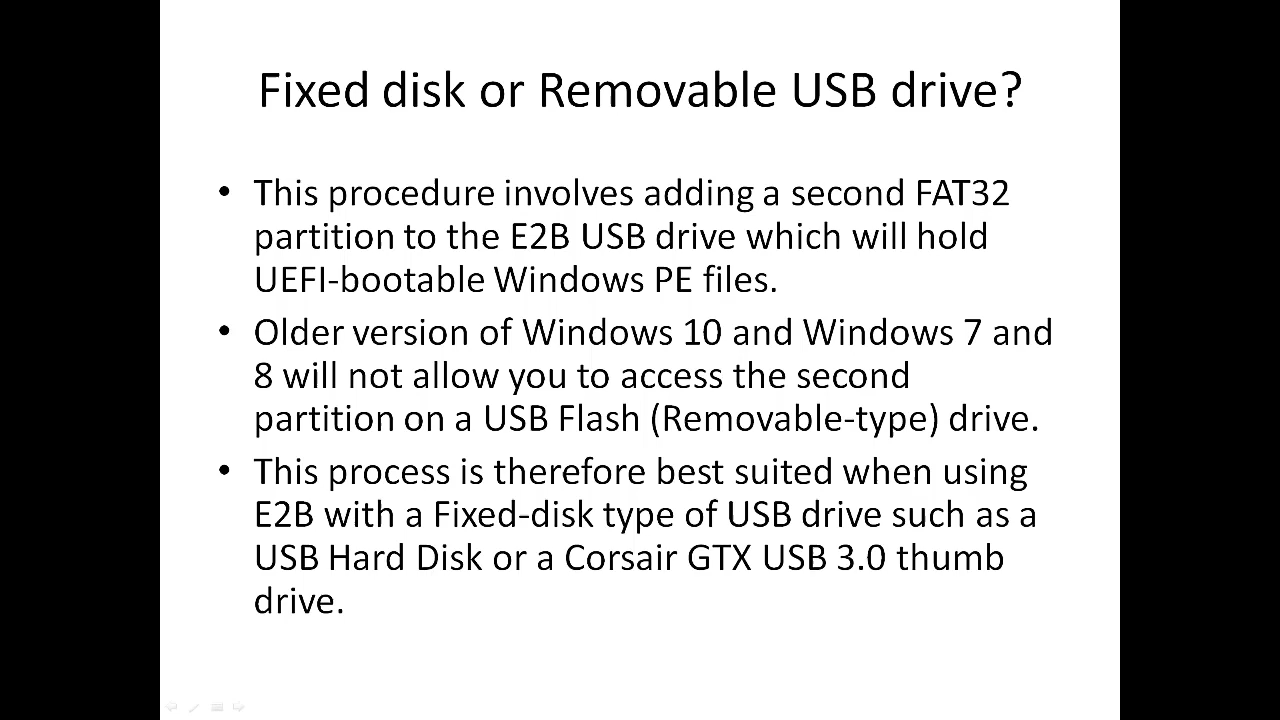 Fixed disk or Removable USB drive?
• This procedure involves adding a second FAT32
partition to the E2B USB drive which will hold
UEFI-bootable Windows PE files.
• Older version of Windows 10 and Windows 7 and
8 will not allow you to access the second
partition on a USB Flash (Removable-type) drive.
• This process is therefore best suited when using
E2B with a Fixed-disk type of USB drive such as a
USB Hard Disk or a Corsair GTX USB 3.0 thumb
drive.